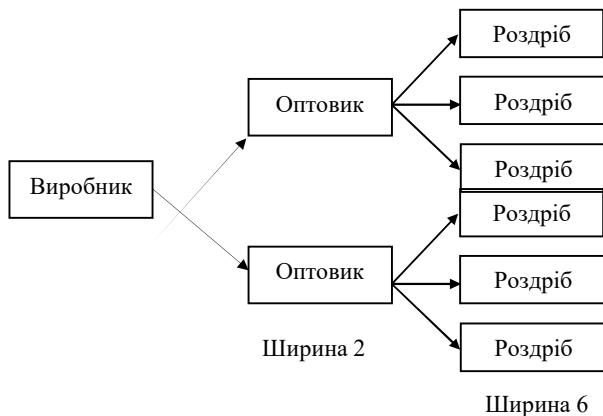 Роздріб
Оптовик
Роздріб
Роздріб
Виробник
Роздріб
Оптовик
Роздріб
Ширина 2
Роздріб
Ширина 6